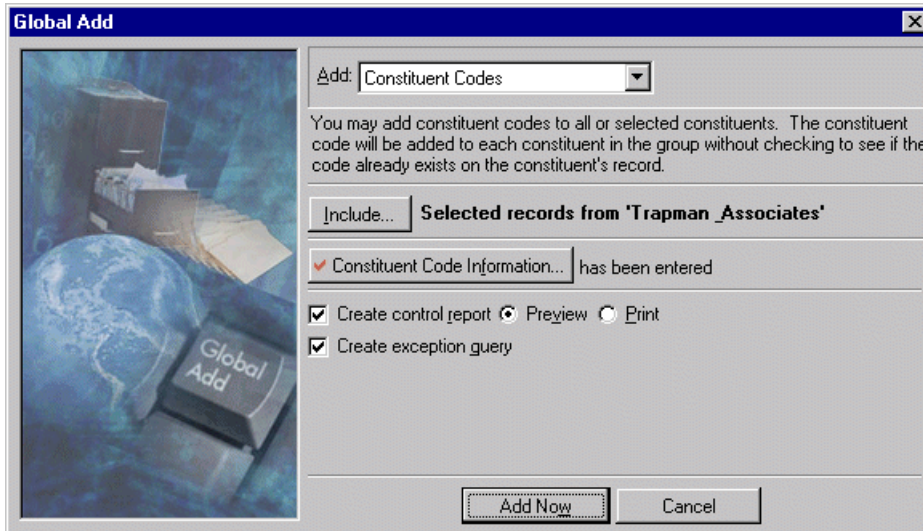 Global Add
Add: Constituent Codes
You may add constituent codes to all or selected constituents. The constituent
code will be added to each constituent in the group without checking to see if the
code already exists on the constituent's record.
Include... Selected records from 'Trapman _Associates'
Constituent Code Information... has been entered
Create control report Preview Print
Create exception query
Global
Add
Add Now Cancel